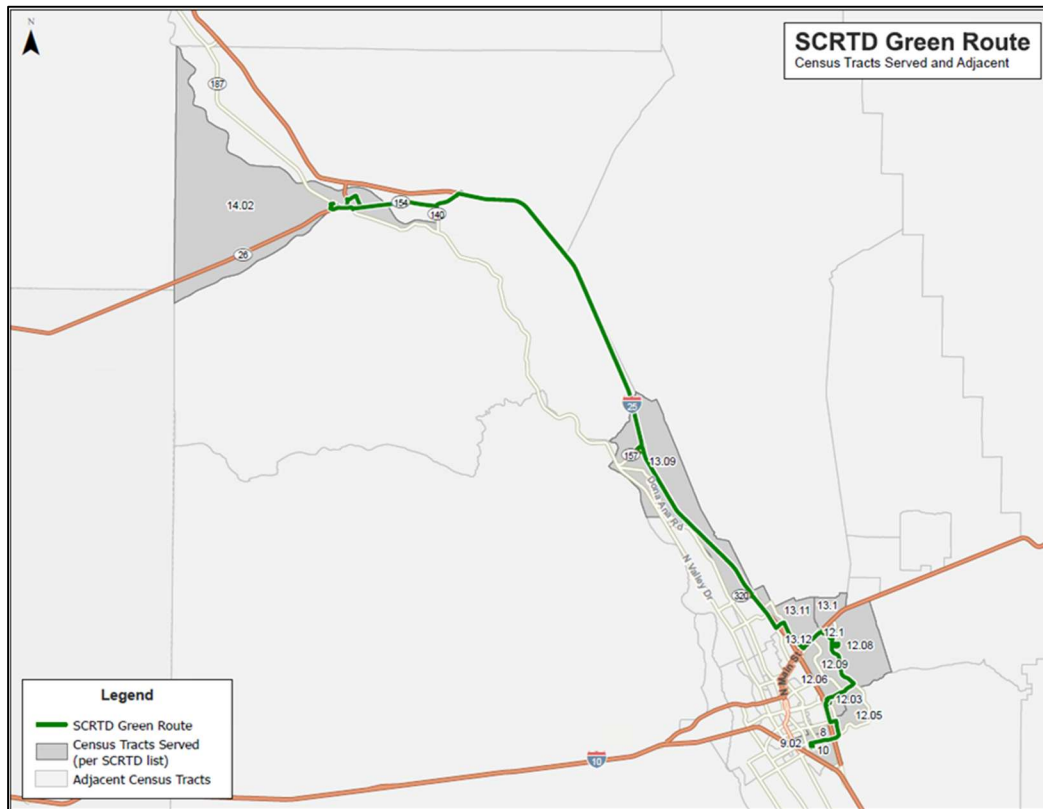 N
SCRTD Green Route
Census Tracts Served and Adjacent
187
14.02
154
140
26
25
157
13.09
Dona Ana Rd
N Valley Dr
320
13.11
13.1
13.12
12.1
12.08
N Main St
12.09
12.06
12.03
12.05
8
9.02
10
10
Legend
SCRTD Green Route
Census Tracts Served
(per SCRTD list)
Adjacent Census Tracts